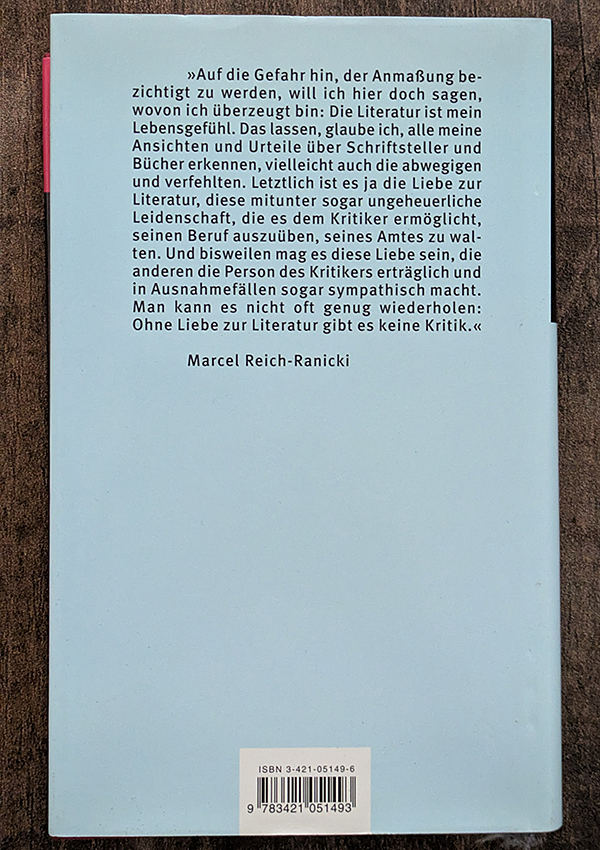 »Auf die Gefahr hin, der Anmaßung be-
zichtigt zu werden, will ich hier doch sagen,
wovon ich überzeugt bin: Die Literatur ist mein
Lebensgefühl. Das lassen, glaube ich, alle meine
Ansichten und Urteile über Schriftsteller und
Bücher erkennen, vielleicht auch die abwegigen
und verfehlten. Letztlich ist es ja die Liebe zur
Literatur, diese mitunter sogar ungeheuerliche
Leidenschaft, die es dem Kritiker ermöglicht,
seinen Beruf auszuüben, seines Amtes zu wal-
ten. Und bisweilen mag es diese Liebe sein, die
anderen die Person des Kritikers erträglich und
in Ausnahmefällen sogar sympathisch macht.
Man kann es nicht oft genug wiederholen:
Ohne Liebe zur Literatur gibt es keine Kritik.«
Marcel Reich-Ranicki
ISBN 3-421-05149-6
9 783421 051493